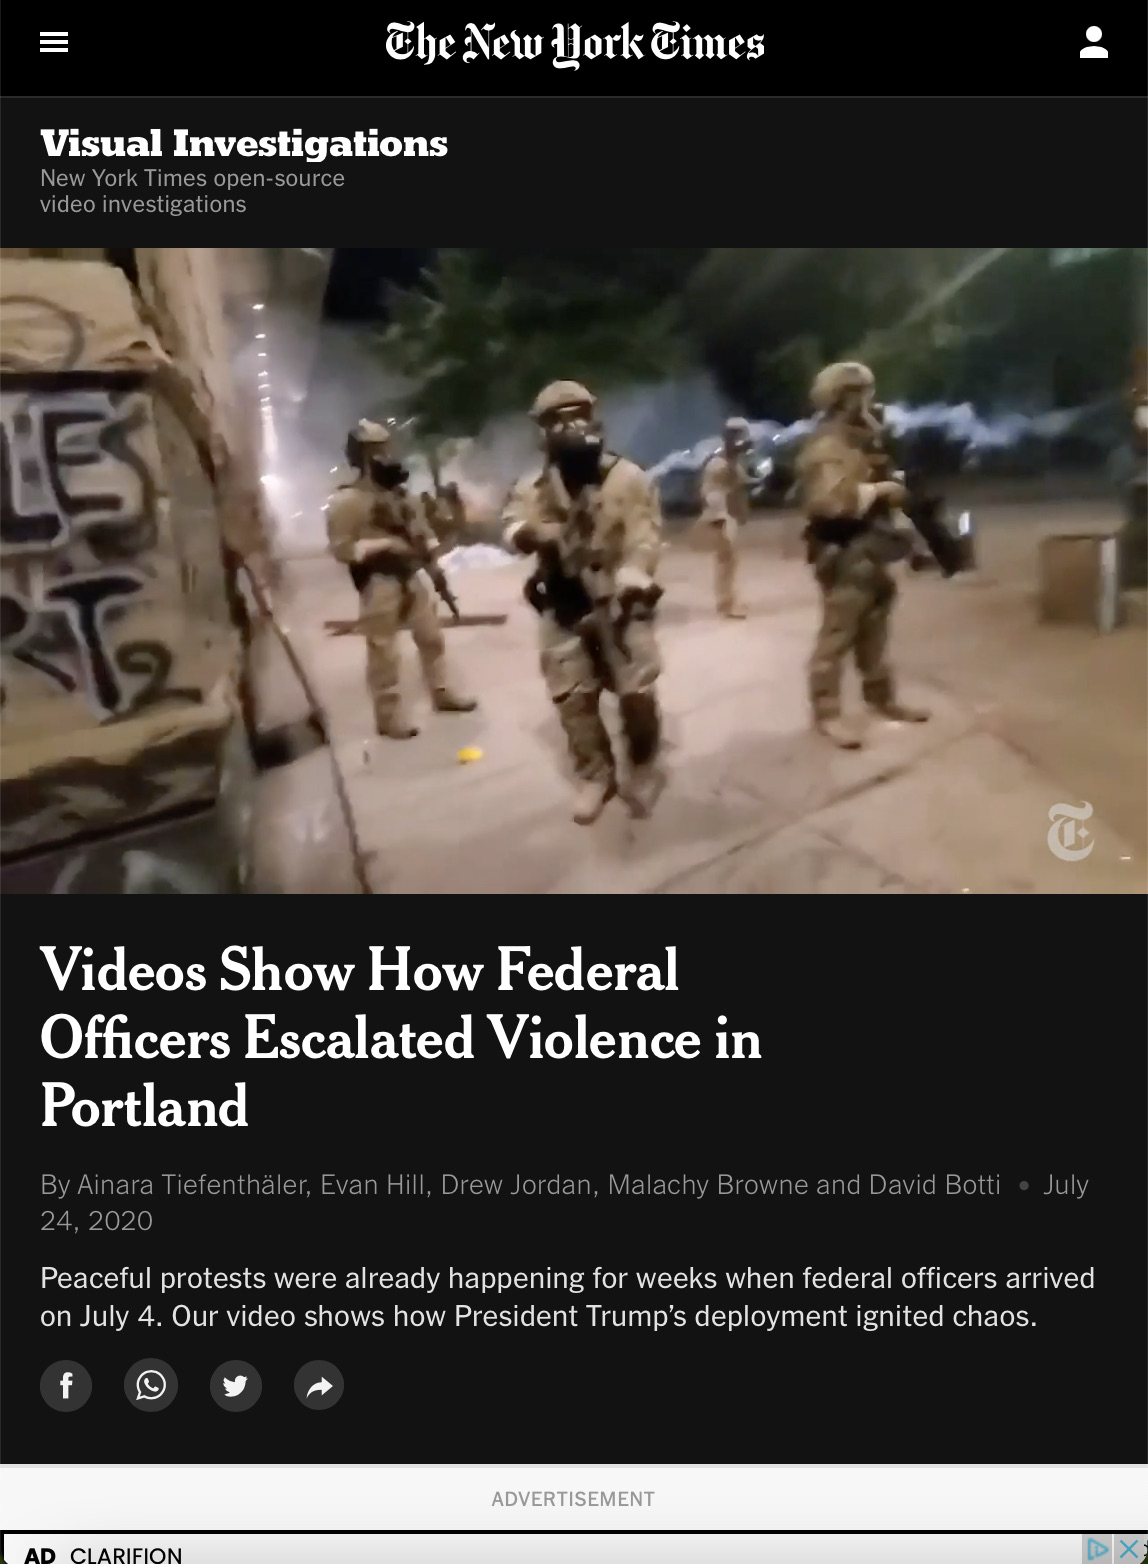 The New York Times
Visual Investigations
New York Times open-source
video investigations
LES
RT2
T
Videos Show How Federal
Officers Escalated Violence in
Portland
By Ainara Tiefenthäler, Evan Hill, Drew Jordan, Malachy Browne and David Botti • July
24, 2020
Peaceful protests were already happening for weeks when federal officers arrived
on July 4. Our video shows how President Trump’s deployment ignited chaos.
ADVERTISEMENT
AD CLARIFION